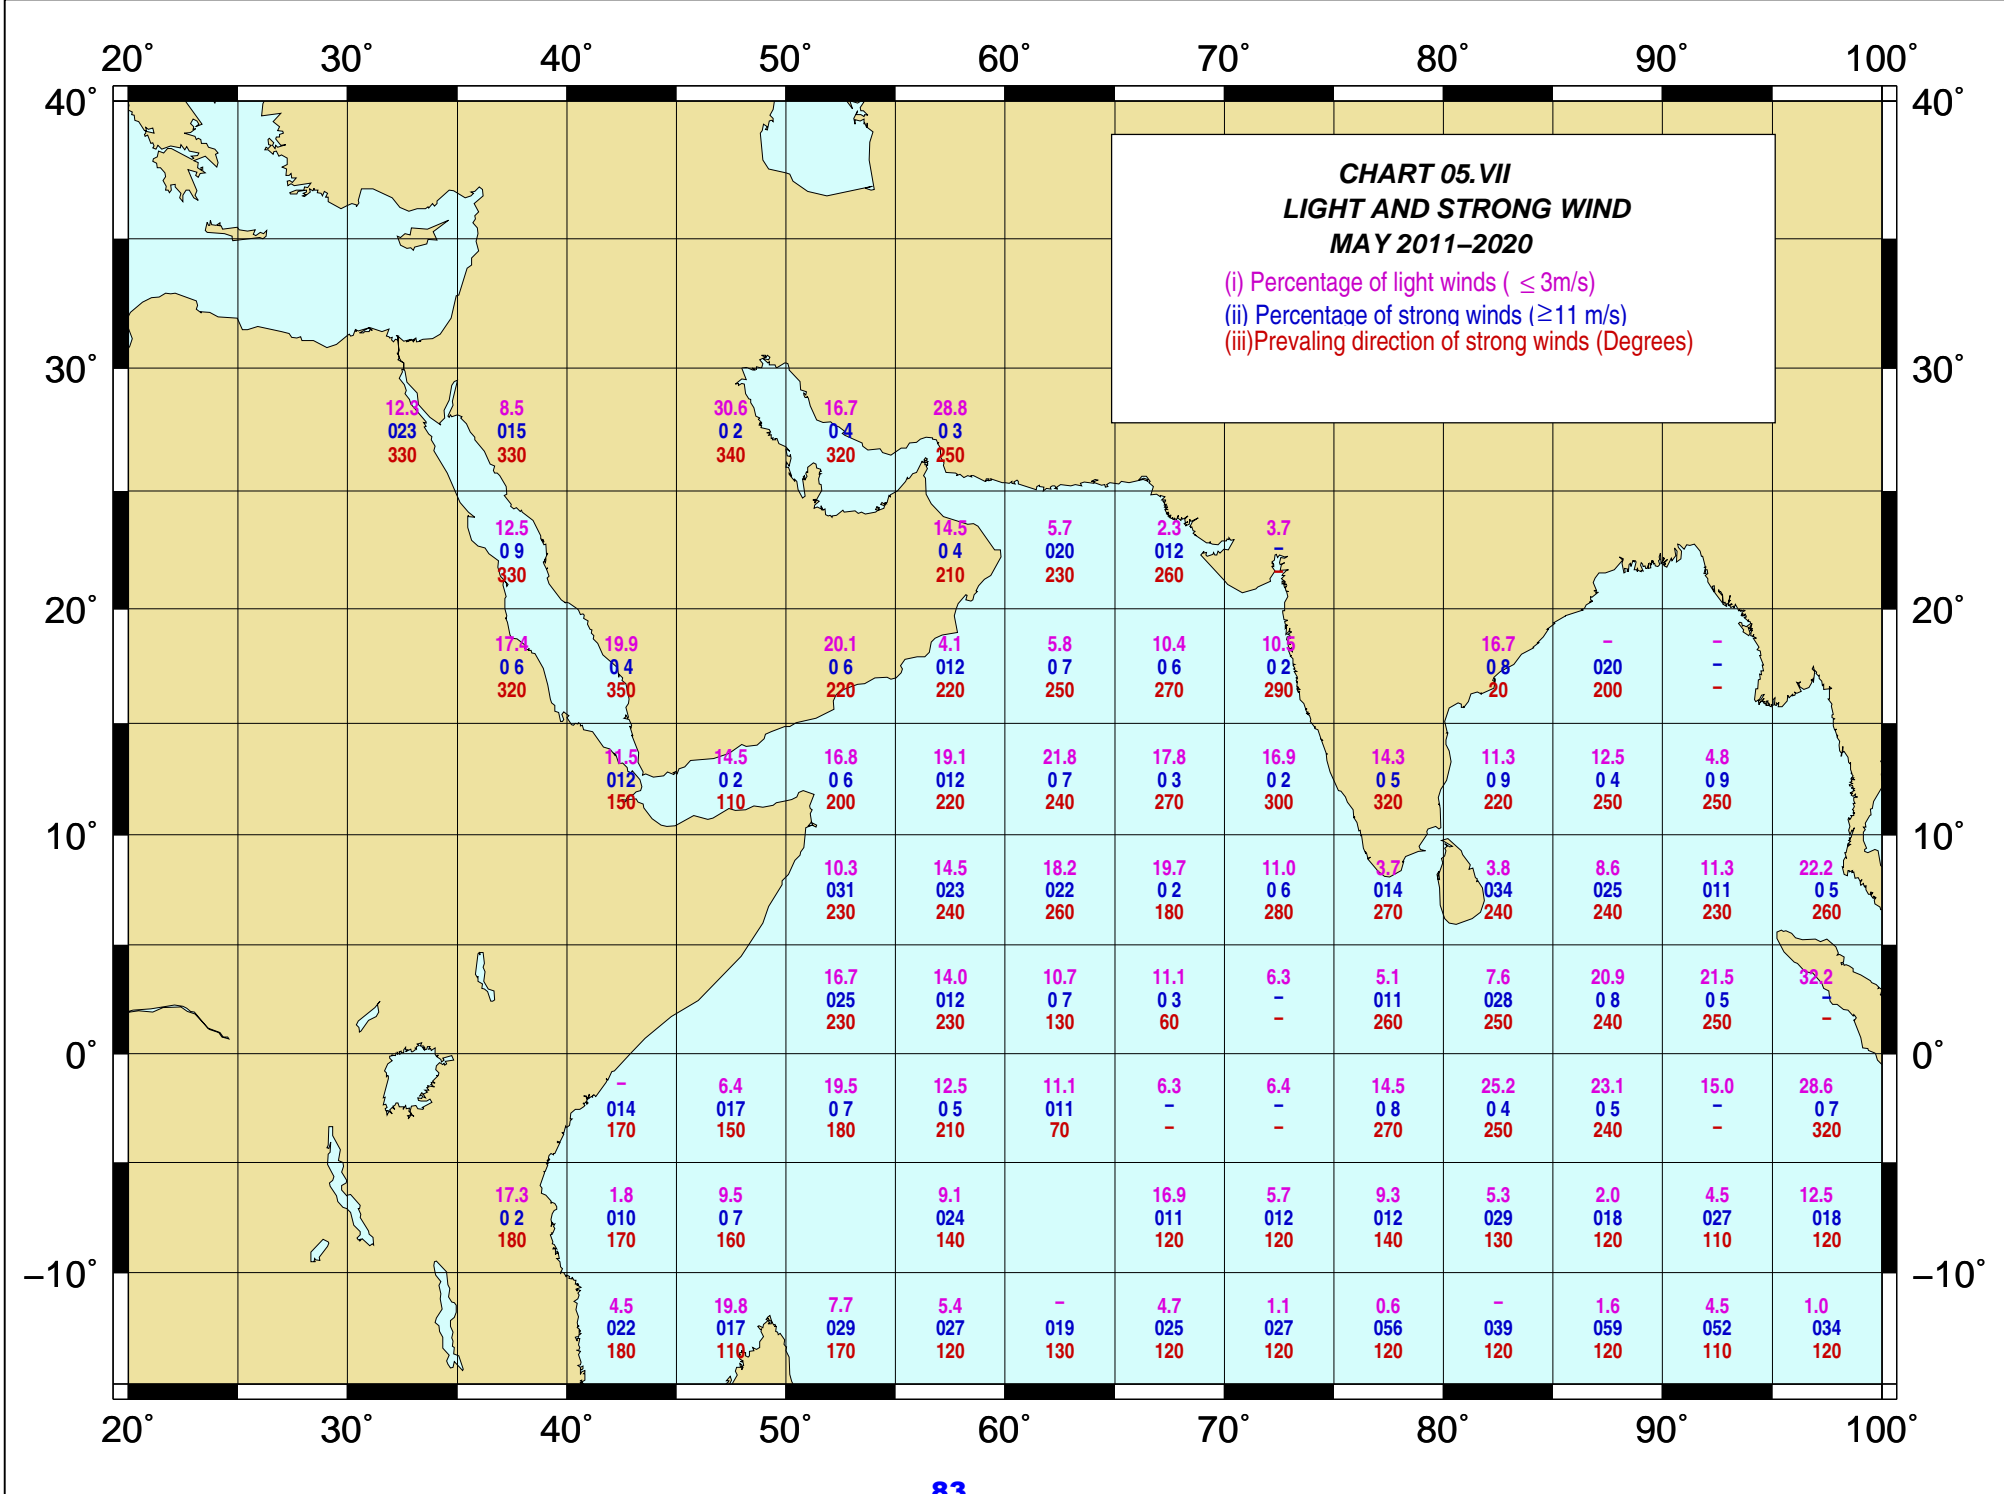 20° 30° 40° 50° 60° 70° 80° 90° 100°
40° 40°
CHART 05.VII
LIGHT AND STRONG WIND
MAY 2011–2020
(i) Percentage of light winds ( ≤ 3m/s)
(ii) Percentage of strong winds (≥11 m/s)
(iii)Prevaling direction of strong winds (Degrees)
30° 30°
12.3 8.5 30.6 16.7 28.8
023 015 0 2 0 4 0 3
330 330 340 320 250
12.5 14.5 5.7 2.3 3.7
0 9 0 4 020 012 –
330 210 230 260 –
20° 20°
17.4 19.9 20.1 4.1 5.8 10.4 10.5 16.7 – –
0 6 0 4 0 6 012 0 7 0 6 0 2 0 8 020 –
320 350 220 220 250 270 290 20 200 –
11.5 14.5 16.8 19.1 21.8 17.8 16.9 14.3 11.3 12.5 4.8
012 0 2 0 6 012 0 7 0 3 0 2 0 5 0 9 0 4 0 9
150 110 200 220 240 270 300 320 220 250 250
10° 10°
10.3 14.5 18.2 19.7 11.0 3.7 3.8 8.6 11.3 22.2
031 023 022 0 2 0 6 014 034 025 011 0 5
230 240 260 180 280 270 240 240 230 260
16.7 14.0 10.7 11.1 6.3 5.1 7.6 20.9 21.5 32.2
025 012 0 7 0 3 – 011 028 0 8 0 5 –
230 230 130 60 – 260 250 240 250 –
0° 0°
– 6.4 19.5 12.5 11.1 6.3 6.4 14.5 25.2 23.1 15.0 28.6
014 017 0 7 0 5 011 – – 0 8 0 4 0 5 – 0 7
170 150 180 210 70 – – 270 250 240 – 320
17.3 1.8 9.5 9.1 16.9 5.7 9.3 5.3 2.0 4.5 12.5
0 2 010 0 7 024 011 012 012 029 018 027 018
180 170 160 140 120 120 140 130 120 110 120
–10° –10°
4.5 19.8 7.7 5.4 – 4.7 1.1 0.6 – 1.6 4.5 1.0
022 017 029 027 019 025 027 056 039 059 052 034
180 110 170 120 130 120 120 120 120 120 110 120
20° 30° 40° 50° 60° 70° 80° 90° 100°
83